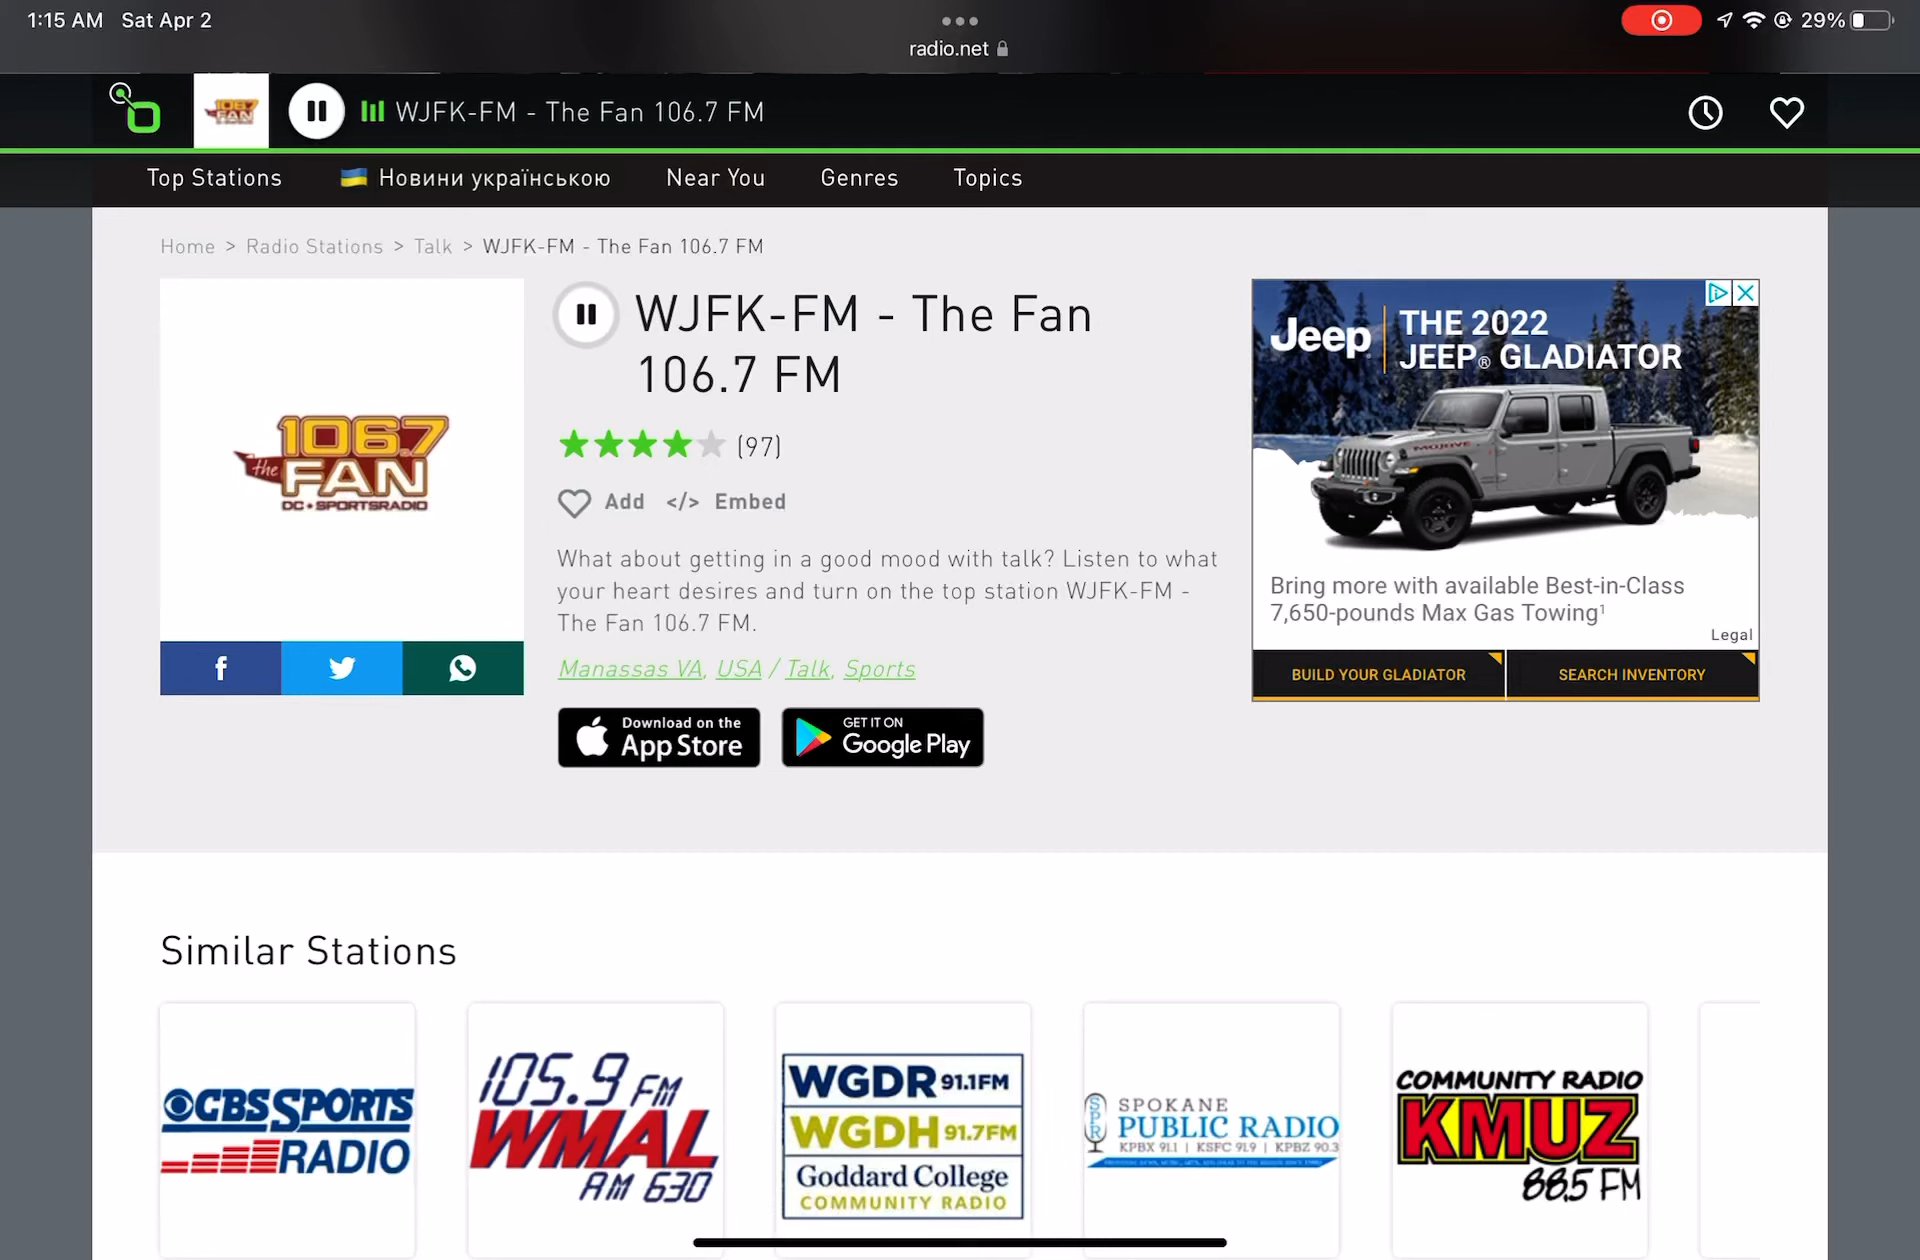 1:15 AM Sat Apr 2
29%
radio.net
WJFK-FM - The Fan 106.7 FM
Top Stations
Новини українською
Near You
Genres
Topics
Home > Radio Stations > Talk > WJFK-FM - The Fan 106.7 FM
106.7
the FAN
DC • SPORTSRADIO
WJFK-FM - The Fan
106.7 FM
(97)
Add </> Embed
What about getting in a good mood with talk? Listen to what
your heart desires and turn on the top station WJFK-FM -
The Fan 106.7 FM.
Manassas VA, USA / Talk, Sports
Download on the
App Store
GET IT ON
Google Play
Jeep
THE 2022
JEEP® GLADIATOR
MOJAVE
Bring more with available Best-in-Class
7,650-pounds Max Gas Towing¹
Legal
BUILD YOUR GLADIATOR
SEARCH INVENTORY
Similar Stations
CBS SPORTS
RADIO
105.9 FM
WMAL
AM 630
WGDR 91.1FM
WGDH 91.7FM
Goddard College
COMMUNITY RADIO
SPR
SPOKANE
PUBLIC RADIO
KPBX 91.1 | KSFC 91.9 | KPBZ 90.3
COMMUNITY RADIO
KMUZ
88.5 FM